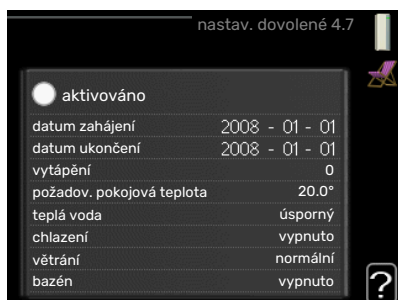 nastav. dovolené 4.7
aktivováno
datum zahájení 2008 - 01 - 01
datum ukončení 2008 - 01 - 01
vytápění 0
požadov. pokojová teplota 20.0°
teplá voda úsporný
chlazení vypnuto
větrání normální
bazén vypnuto
?